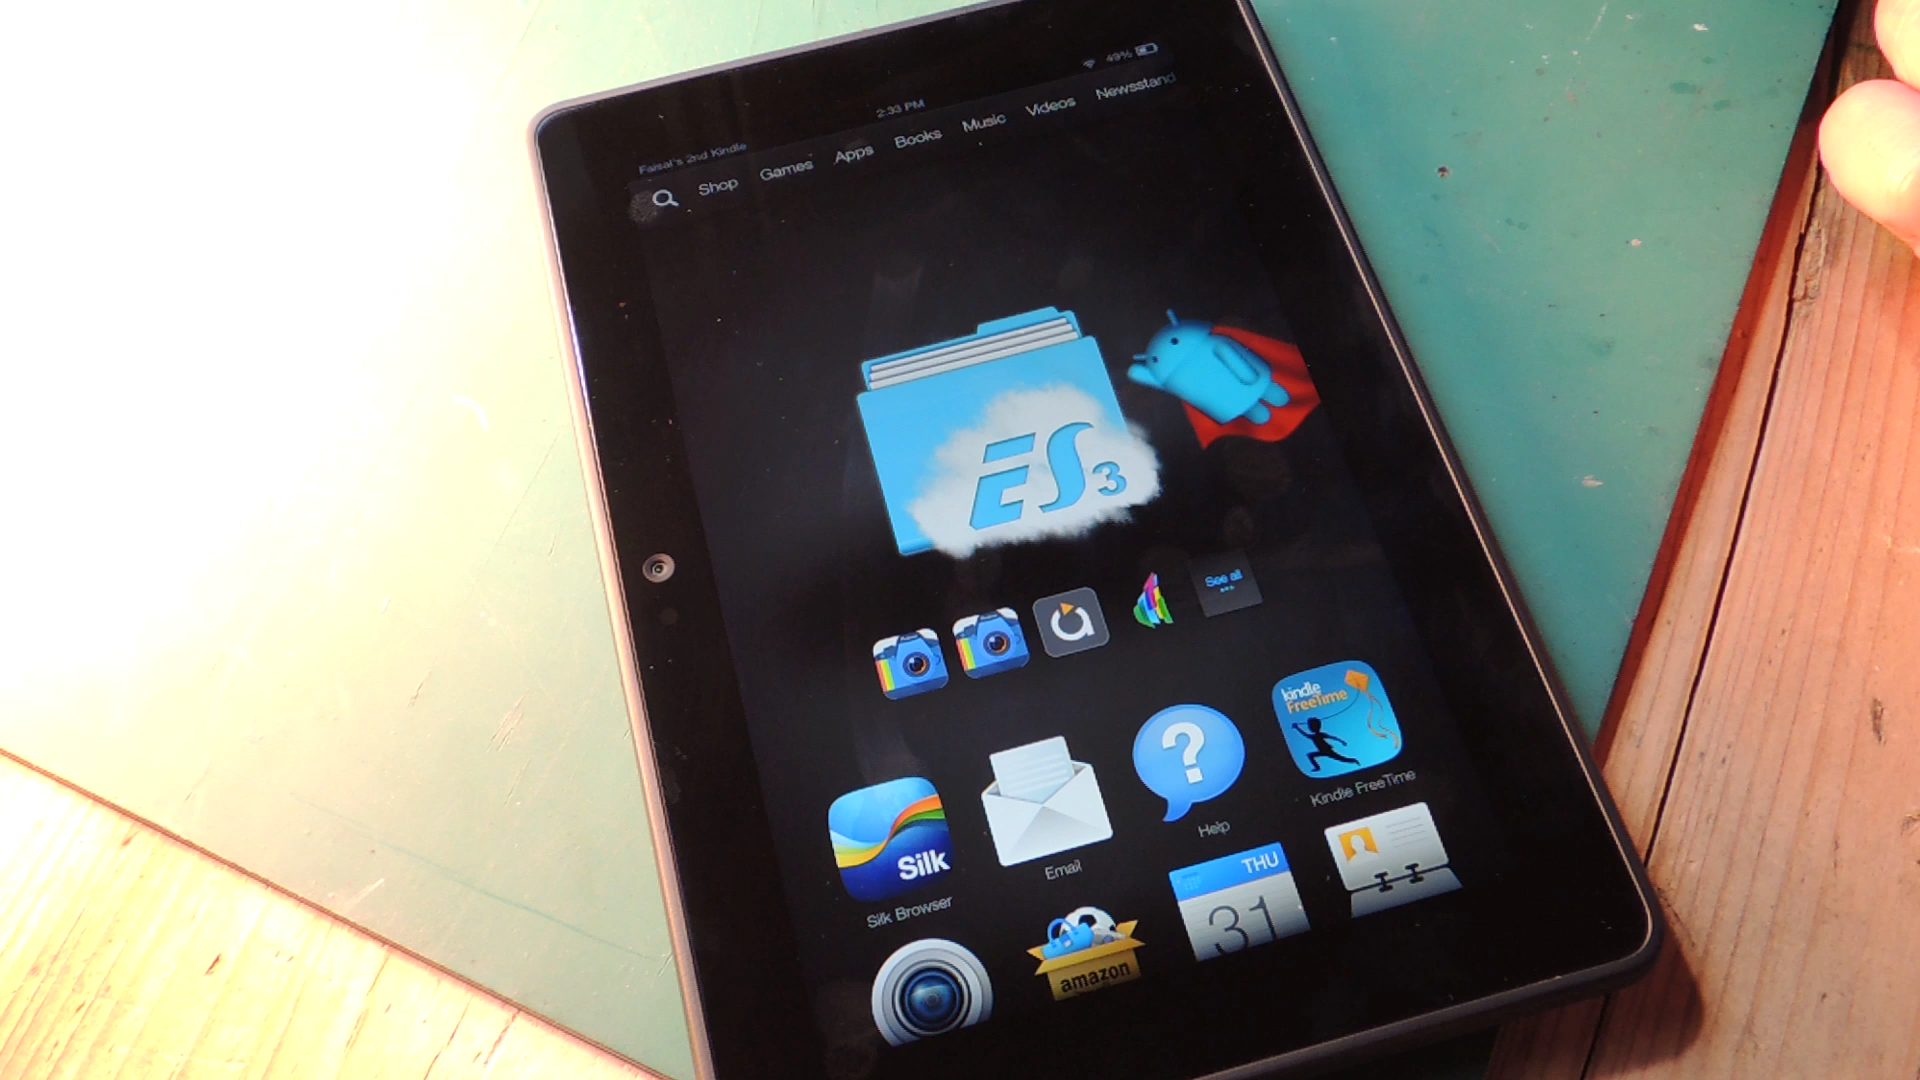 49%
2:33 PM
Faisal's 2nd Kindle
Shop Games Apps Books Music Videos Newsstand
ES3
See all
kindle
FreeTime
Kindle FreeTime
Help
Email
Silk
Silk Browser
THU
31
amazon